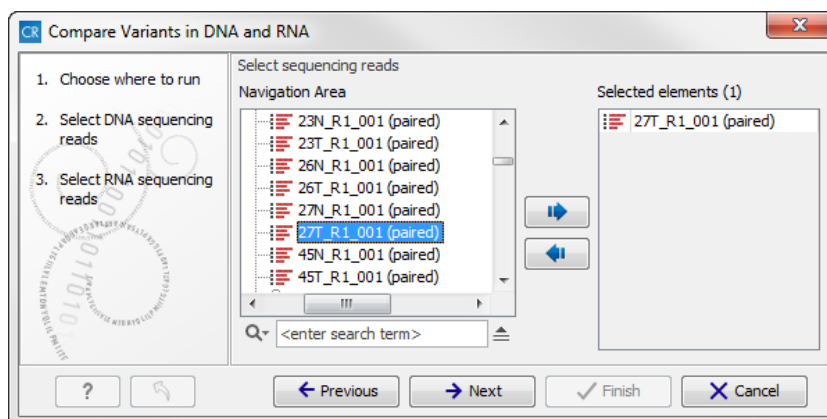 CR Compare Variants in DNA and RNA
1. Choose where to run
2. Select DNA sequencing
reads
3. Select RNA sequencing
reads
Select sequencing reads
Navigation Area
23N_R1_001 (paired)
23T_R1_001 (paired)
26N_R1_001 (paired)
26T_R1_001 (paired)
27N_R1_001 (paired)
27T_R1_001 (paired)
45N_R1_001 (paired)
45T_R1_001 (paired)
<enter search term>
Selected elements (1)
27T_R1_001 (paired)
?
Previous
Next
Finish
Cancel